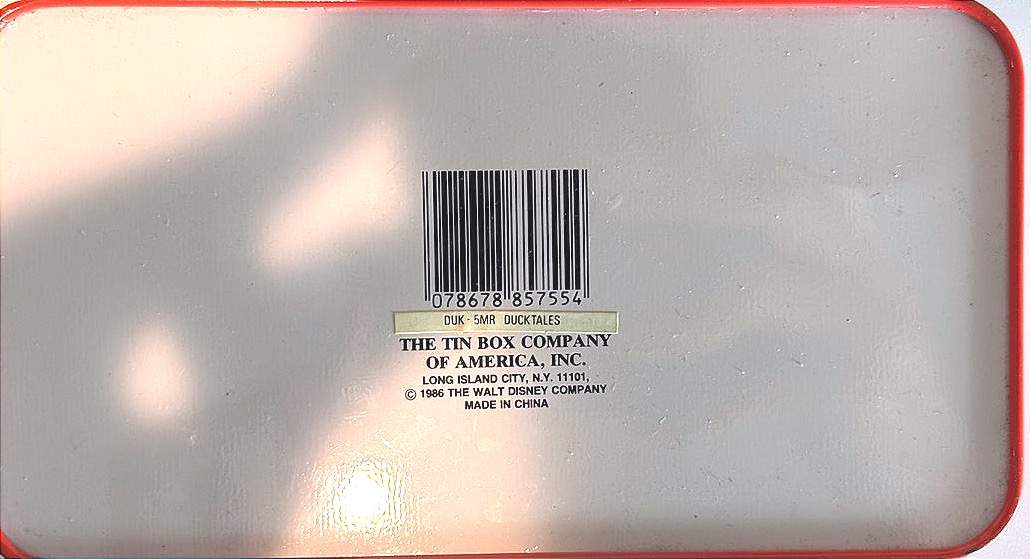 078678 857554
DUK - 5MR DUCKTALES
THE TIN BOX COMPANY
OF AMERICA, INC.
LONG ISLAND CITY, N.Y. 11101,
© 1986 THE WALT DISNEY COMPANY
MADE IN CHINA